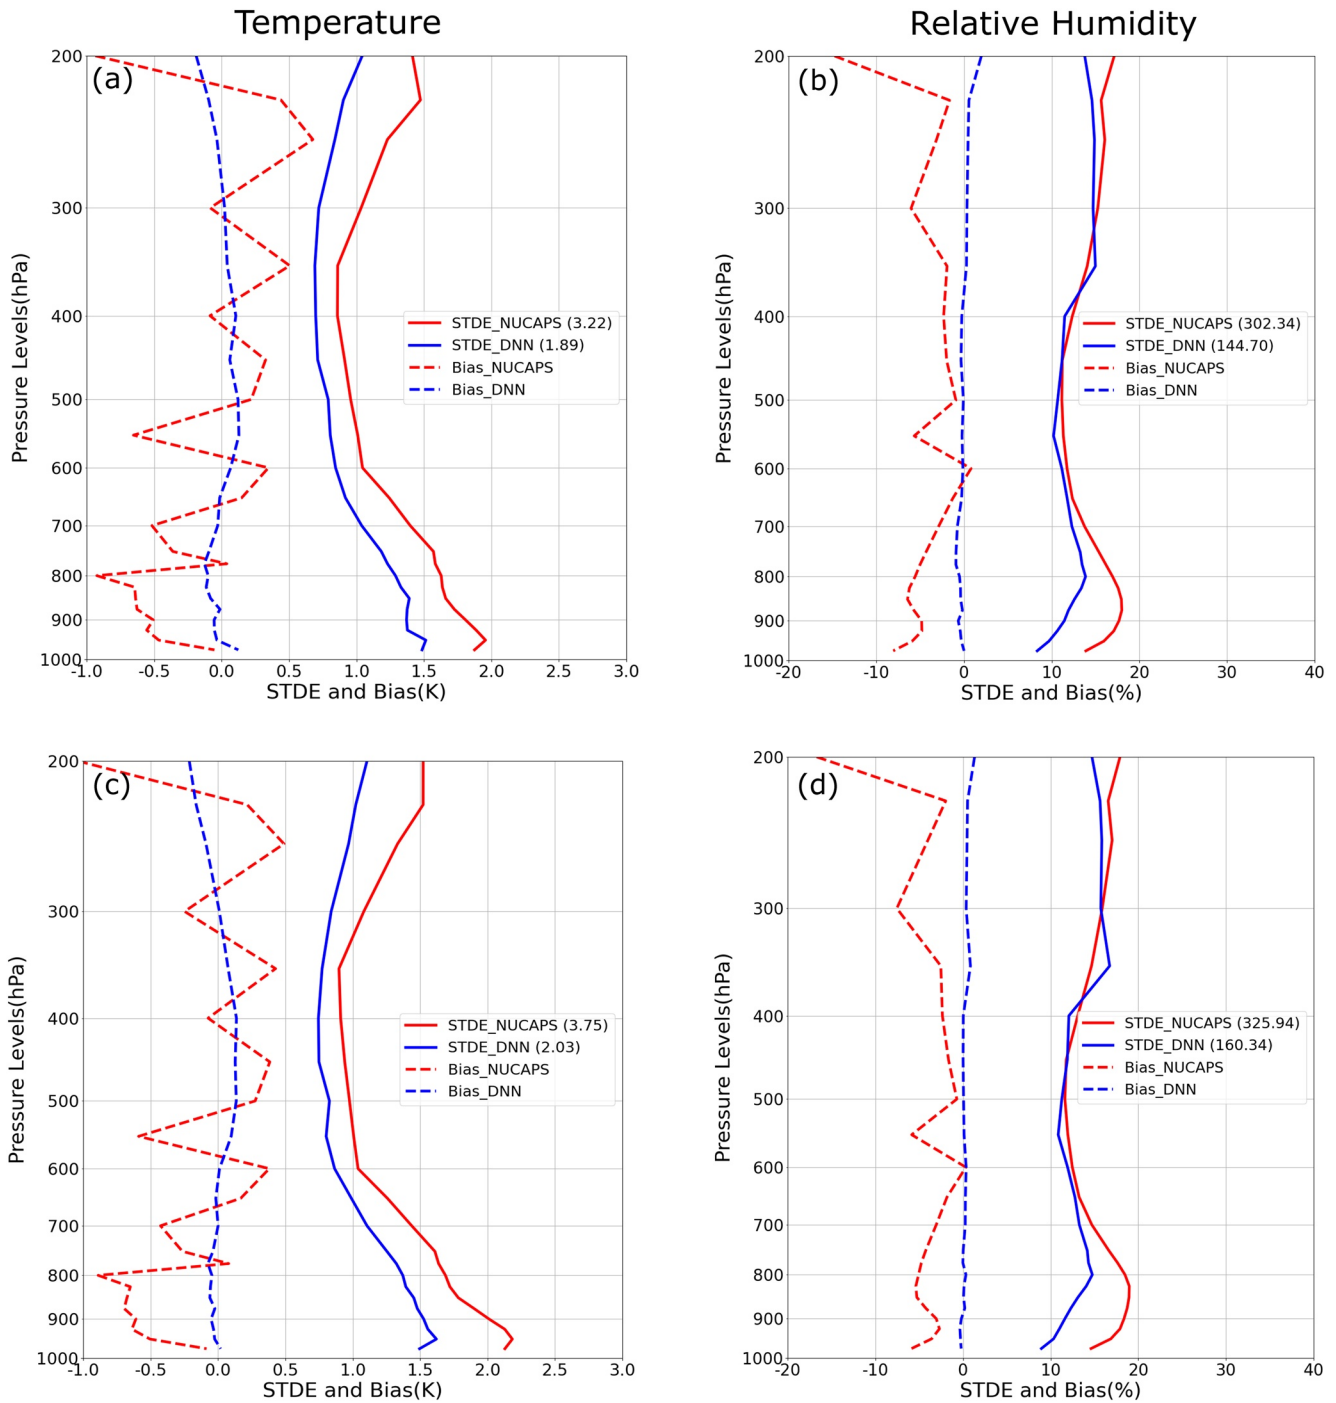 Temperature
Relative Humidity
(a)
200
300
400
500
600
700
800
900
1000
Pressure Levels(hPa)
STDE_NUCAPS (3.22)
STDE_DNN (1.89)
Bias_NUCAPS
Bias_DNN
-1.0 -0.5 0.0 0.5 1.0 1.5 2.0 2.5 3.0
STDE and Bias(K)
(b)
200
300
400
500
600
700
800
900
1000
Pressure Levels(hPa)
STDE_NUCAPS (302.34)
STDE_DNN (144.70)
Bias_NUCAPS
Bias_DNN
-20 -10 0 10 20 30 40
STDE and Bias(%)
(c)
200
300
400
500
600
700
800
900
1000
Pressure Levels(hPa)
STDE_NUCAPS (3.75)
STDE_DNN (2.03)
Bias_NUCAPS
Bias_DNN
-1.0 -0.5 0.0 0.5 1.0 1.5 2.0 2.5 3.0
STDE and Bias(K)
(d)
200
300
400
500
600
700
800
900
1000
Pressure Levels(hPa)
STDE_NUCAPS (325.94)
STDE_DNN (160.34)
Bias_NUCAPS
Bias_DNN
-20 -10 0 10 20 30 40
STDE and Bias(%)